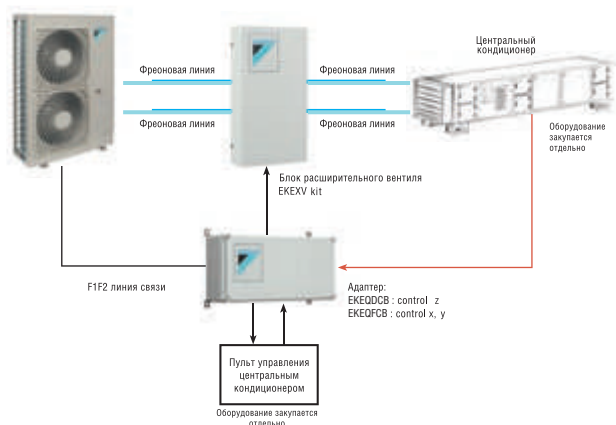 Центральный
кондиционер
Фреоновая линия
Фреоновая линия
Фреоновая линия
Фреоновая линия
Оборудование
закупается
отдельно
Блок расширительного вентиля
EKEXV kit
F1F2 линия связи
Адаптер:
EKEQDCB : control z
EKEQFCB : control x, y
Пульт управления
центральным
кондиционером
Оборудование закупается
отдельно